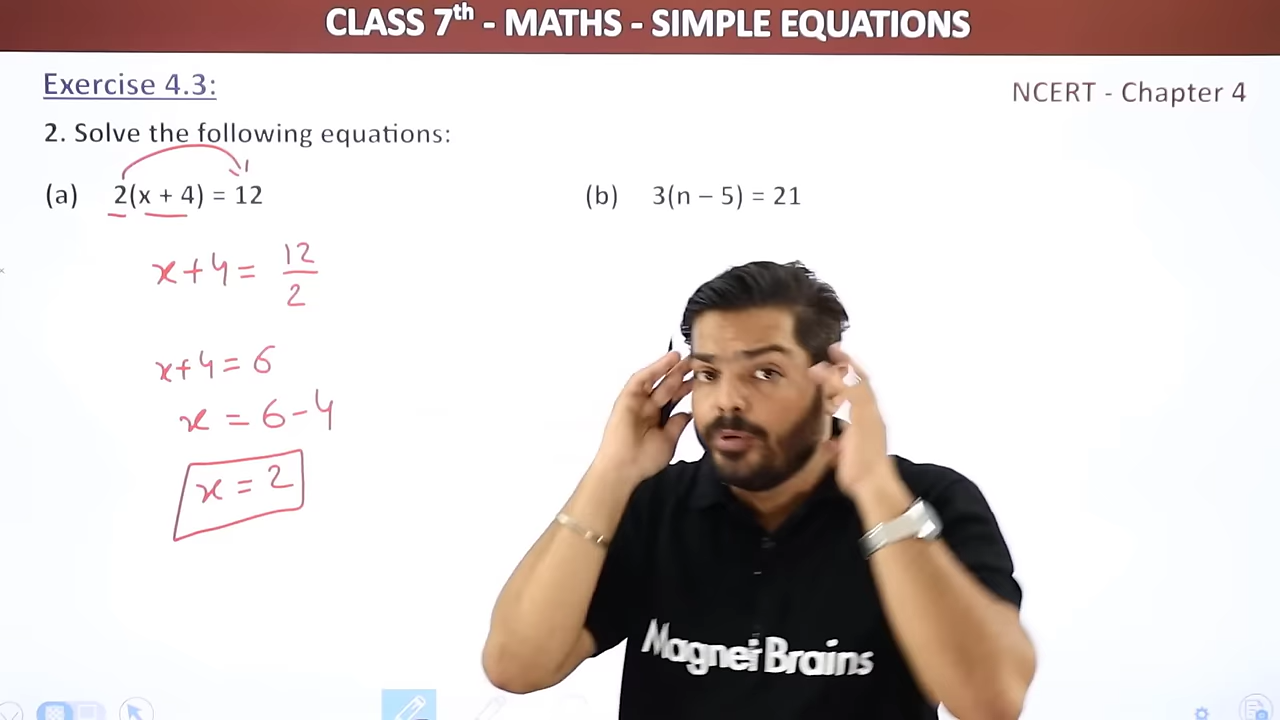 CLASS 7th - MATHS - SIMPLE EQUATIONS
Exercise 4.3:
NCERT - Chapter 4
2. Solve the following equations:
(a) 2(x + 4) = 12
(b) 3(n – 5) = 21
x+4 = 12/2
x+4 = 6
x = 6-4
x = 2
Magnet Brains